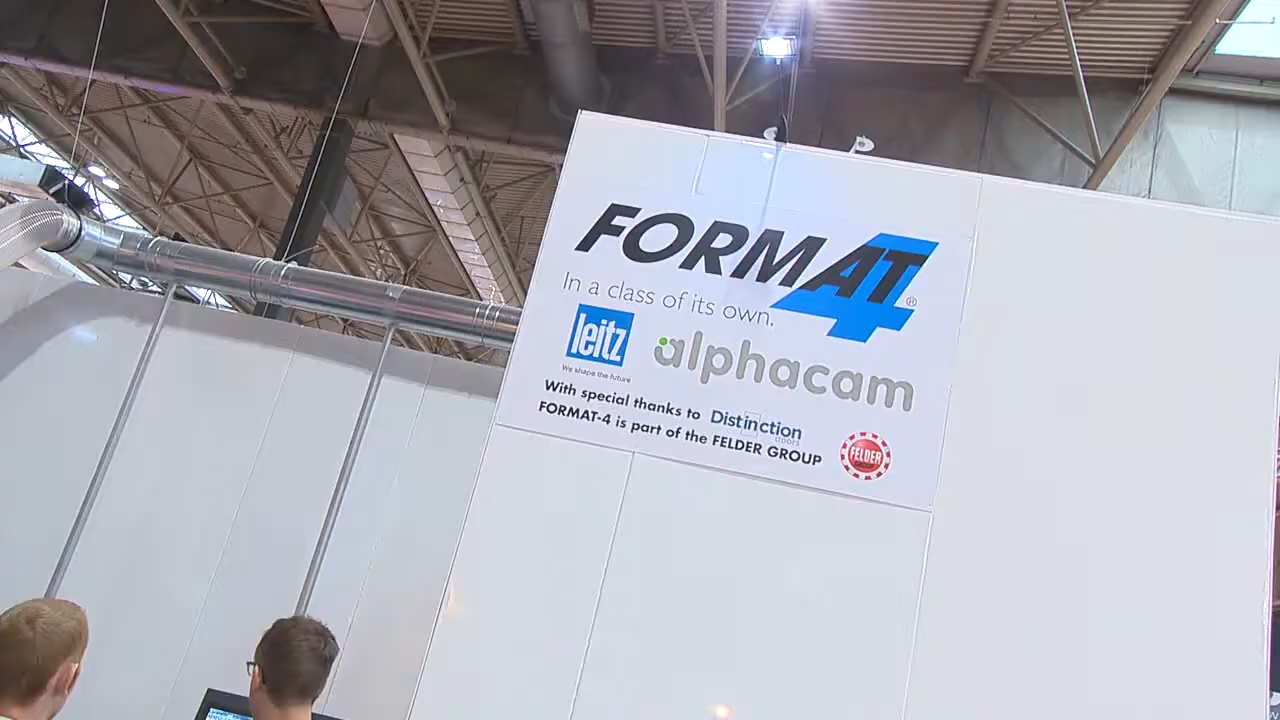 FORMAT4®
In a class of its own.
leitz
We shape the future
alphacam
With special thanks to Distinction doors
FORMAT-4 is part of the FELDER GROUP
FELDER
GROUP